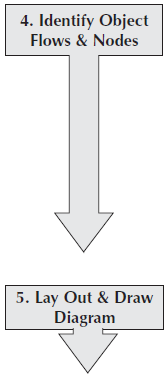 4. Identify Object
Flows & Nodes
5. Lay Out & Draw
Diagram